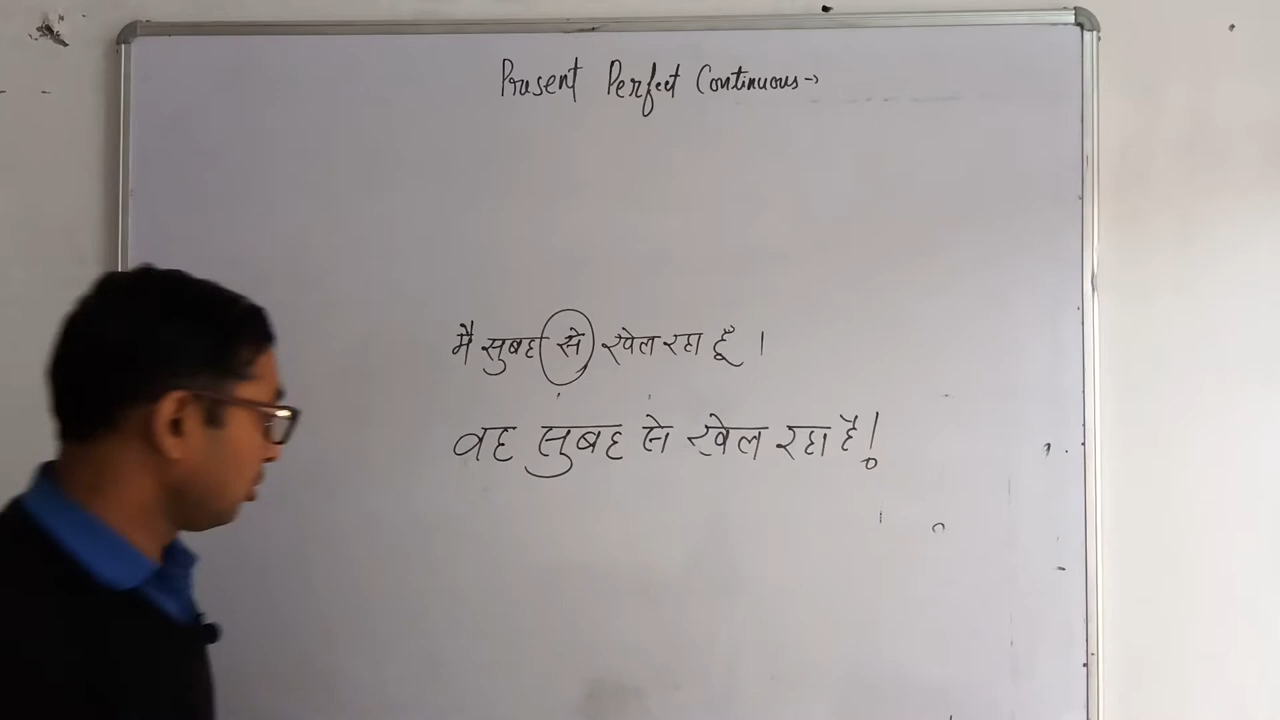 Present Perfect Continuous→
मै सुबह से खेल रहा हूँ ।
वह सुबह से खेल रहा है!